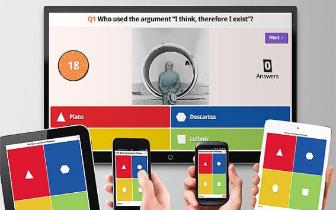 Q1 Who used the argument "I think, therefore I exist"?
Next ›
18
0
Answers
Plato
Descartes
Leibniz